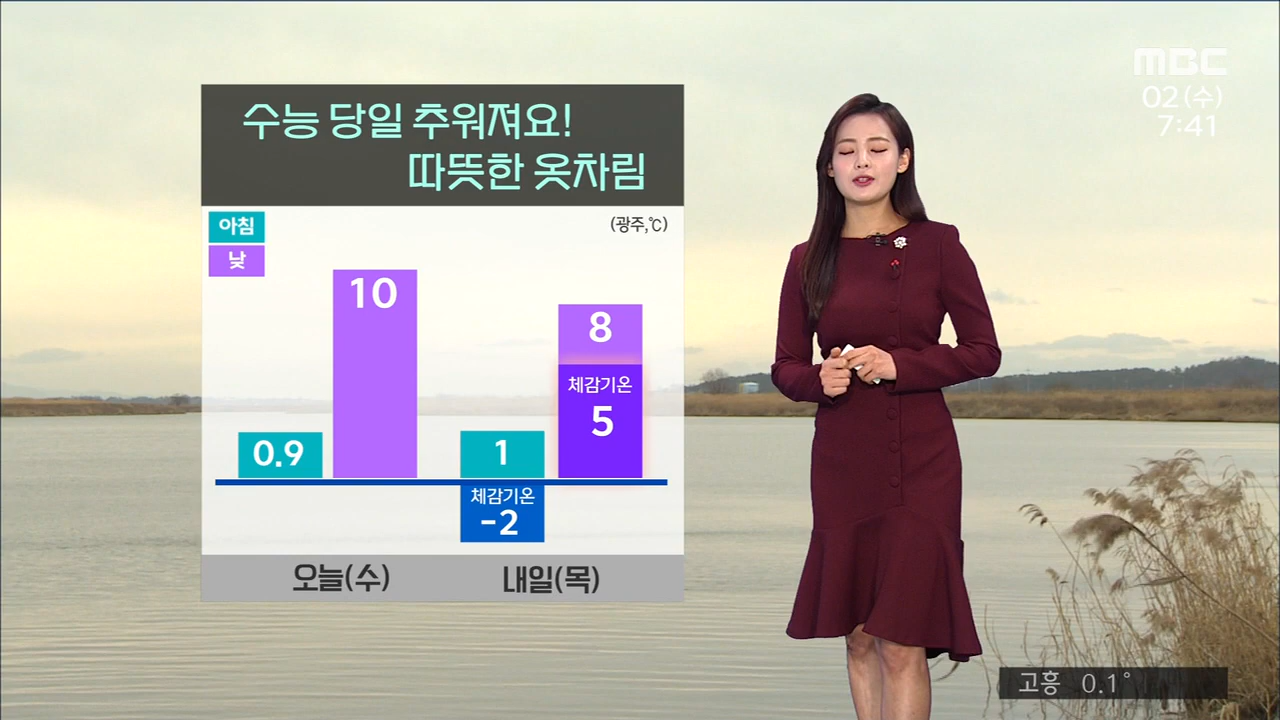 MBC
02(수)
7:41
수능 당일 추워져요!
따뜻한 옷차림
아침
낮
(광주,℃)
10
8
체감기온
5
0.9
1
체감기온
-2
오늘(수)
내일(목)
고흥 0.1°